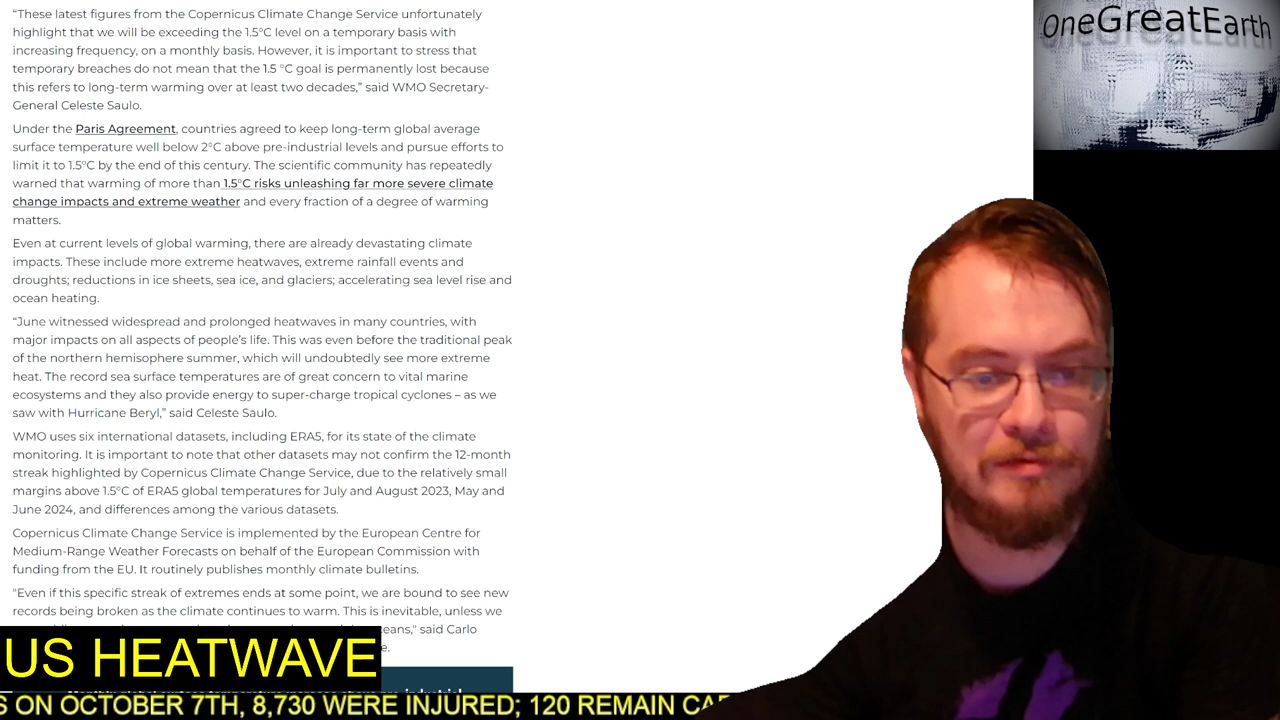 “These latest figures from the Copernicus Climate Change Service unfortunately
highlight that we will be exceeding the 1.5°C level on a temporary basis with
increasing frequency, on a monthly basis. However, it is important to stress that
temporary breaches do not mean that the 1.5 °C goal is permanently lost because
this refers to long-term warming over at least two decades,” said WMO Secretary-
General Celeste Saulo.
Under the Paris Agreement, countries agreed to keep long-term global average
surface temperature well below 2°C above pre-industrial levels and pursue efforts to
limit it to 1.5°C by the end of this century. The scientific community has repeatedly
warned that warming of more than 1.5°C risks unleashing far more severe climate
change impacts and extreme weather and every fraction of a degree of warming
matters.
Even at current levels of global warming, there are already devastating climate
impacts. These include more extreme heatwaves, extreme rainfall events and
droughts; reductions in ice sheets, sea ice, and glaciers; accelerating sea level rise and
ocean heating.
“June witnessed widespread and prolonged heatwaves in many countries, with
major impacts on all aspects of people’s life. This was even before the traditional peak
of the northern hemisphere summer, which will undoubtedly see more extreme
heat. The record sea surface temperatures are of great concern to vital marine
ecosystems and they also provide energy to super-charge tropical cyclones – as we
saw with Hurricane Beryl,” said Celeste Saulo.
WMO uses six international datasets, including ERA5, for its state of the climate
monitoring. It is important to note that other datasets may not confirm the 12-month
streak highlighted by Copernicus Climate Change Service, due to the relatively small
margins above 1.5°C of ERA5 global temperatures for July and August 2023, May and
June 2024, and differences among the various datasets.
Copernicus Climate Change Service is implemented by the European Centre for
Medium-Range Weather Forecasts on behalf of the European Commission with
funding from the EU. It routinely publishes monthly climate bulletins.
"Even if this specific streak of extremes ends at some point, we are bound to see new
records being broken as the climate continues to warm. This is inevitable, unless we
said Carlo
OneGreatEarth
US HEATWAVE
S ON OCTOBER 7TH, 8,730 WERE INJURED; 120 REMAIN